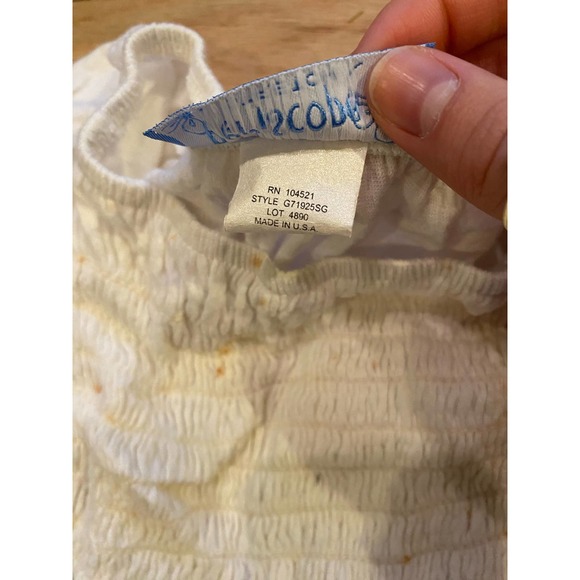 RN 104521
STYLE G71925SG
LOT 4890
MADE IN U.S.A.